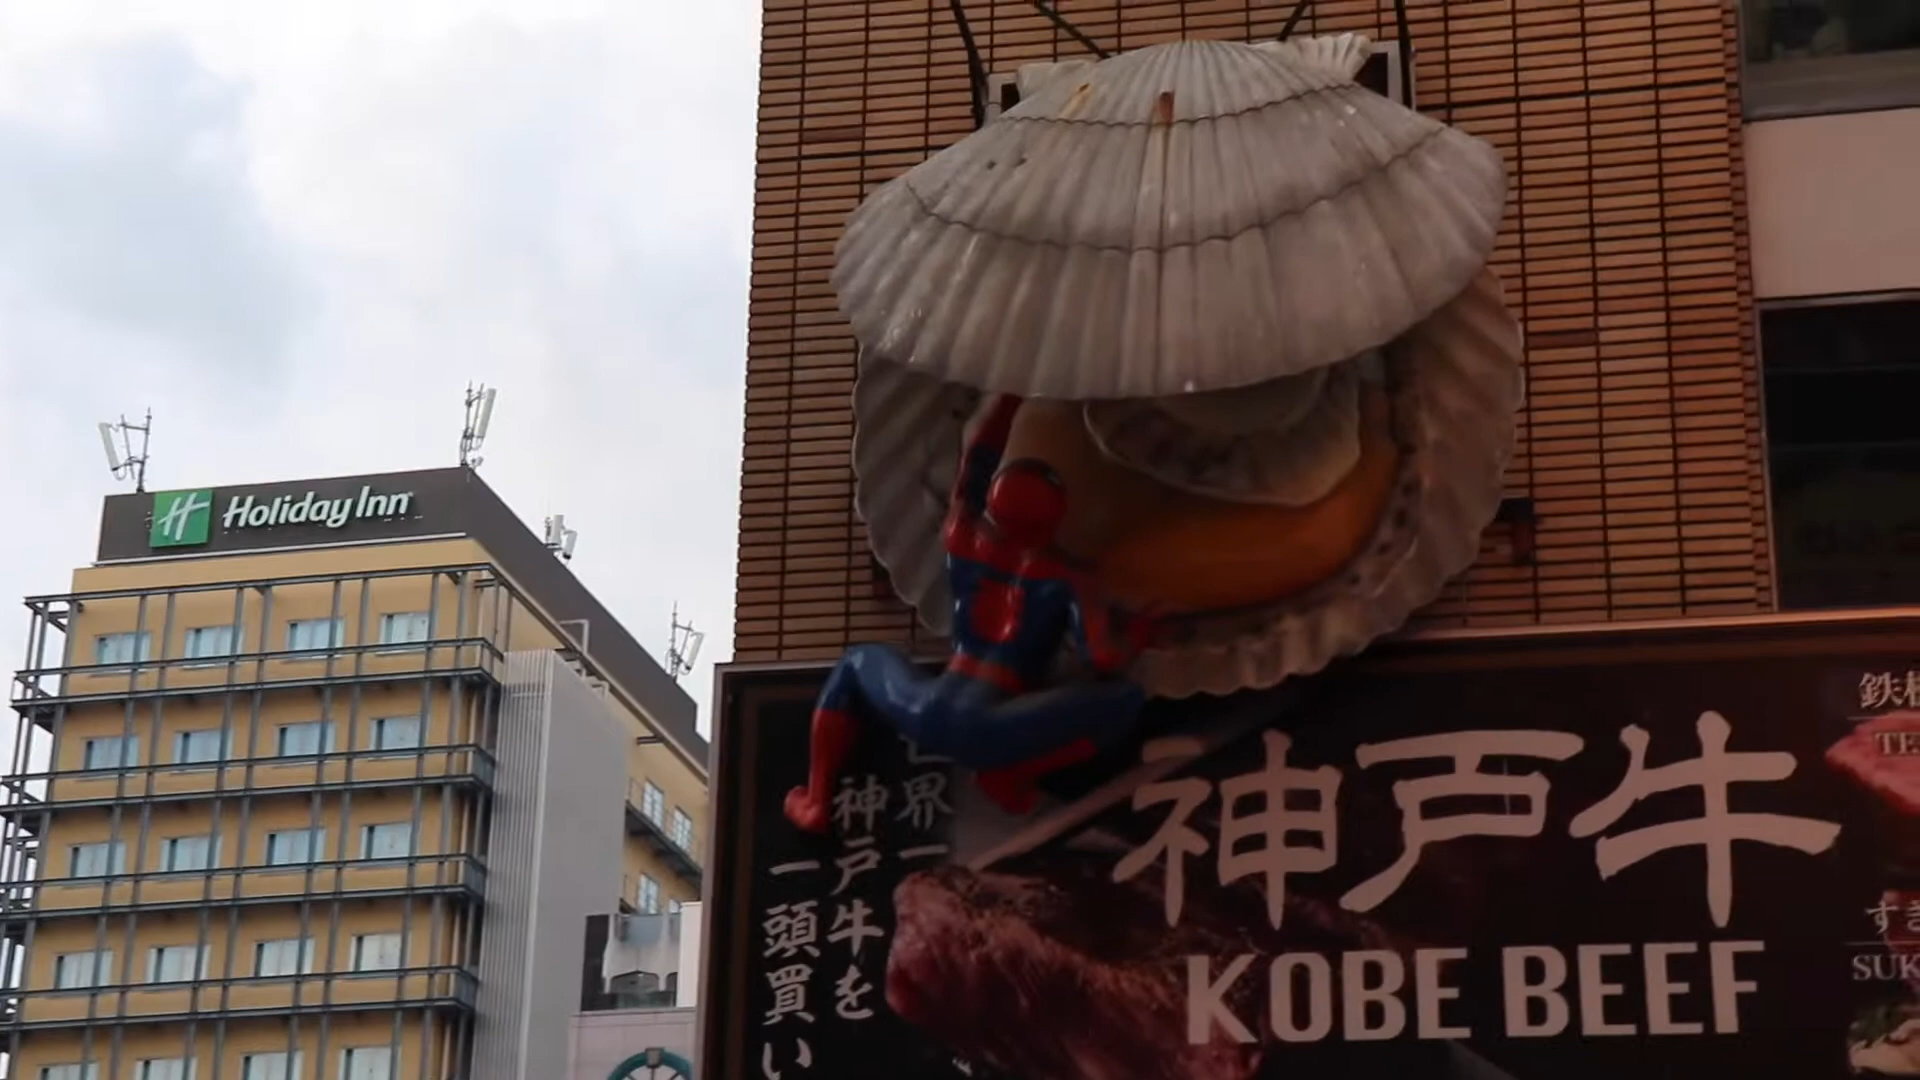 Holiday Inn
世界一
神戸牛を
一頭買い
神戸牛
KOBE BEEF
鉄
TE
すき
SUK